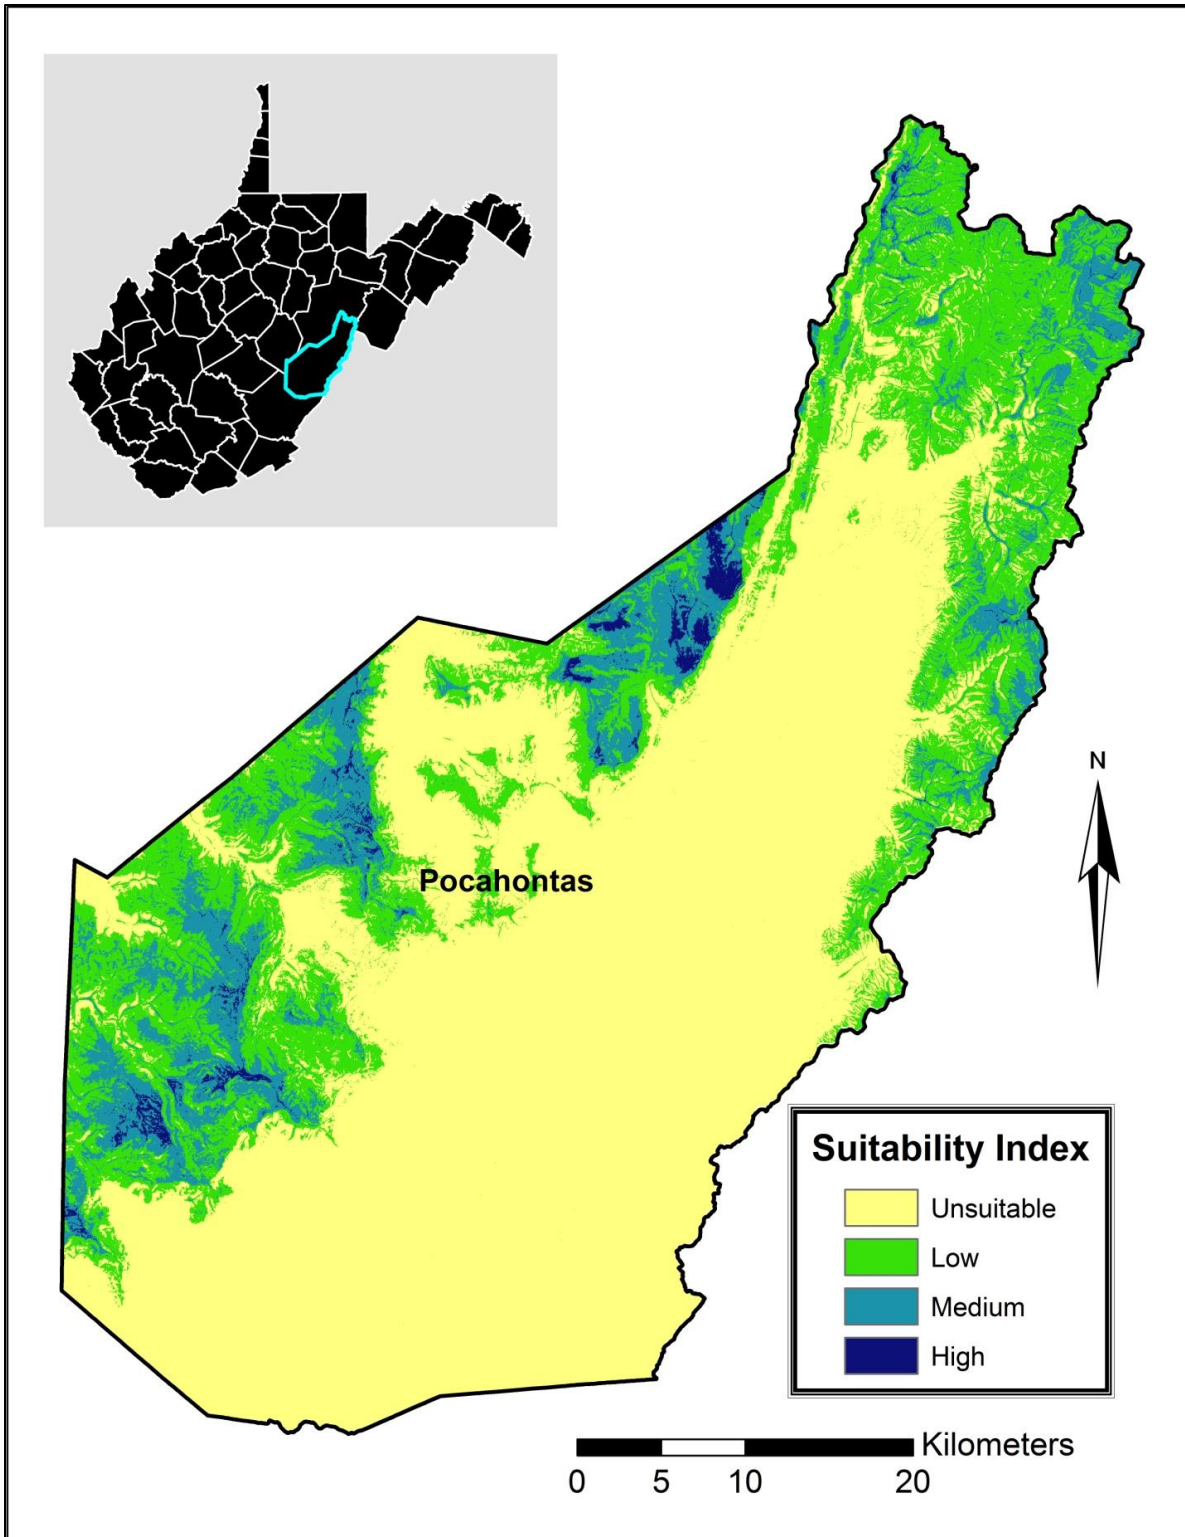 N
Pocahontas
Suitability Index
Unsuitable
Low
Medium
High
Kilometers
0 5 10 20